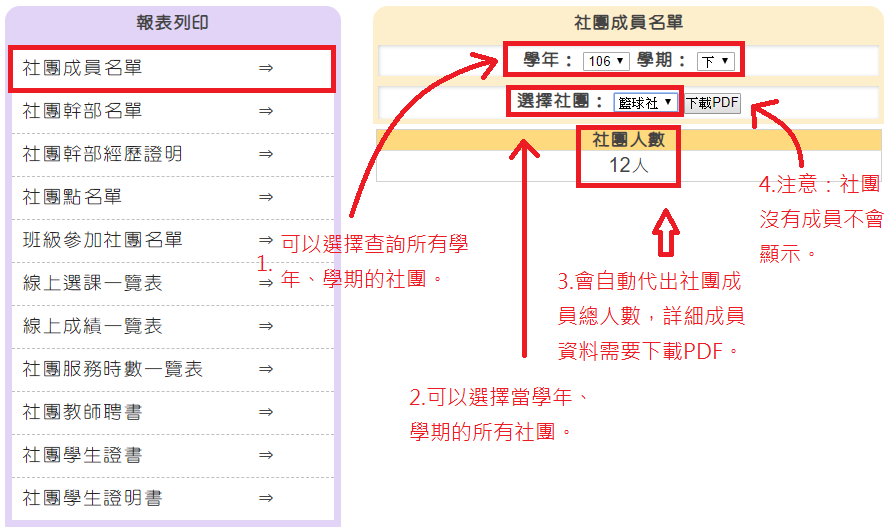 報表列印
社團成員名單 ⇒
社團幹部名單 ⇒
社團幹部經歷證明 ⇒
社團點名單 ⇒
班級參加社團名單 ⇒
線上選課一覽表 ⇒
線上成績一覽表 ⇒
社團服務時數一覽表 ⇒
社團教師聘書 ⇒
社團學生證書 ⇒
社團學生證明書 ⇒
社團成員名單
學年： 106 學期： 下
選擇社團： 籃球社 下載PDF
社團人數
12人
1. 可以選擇查詢所有學
年、學期的社團。
2.可以選擇當學年、
學期的所有社團。
3.會自動代出社團成
員總人數，詳細成員
資料需要下載PDF。
4.注意：社團
沒有成員不會
顯示。